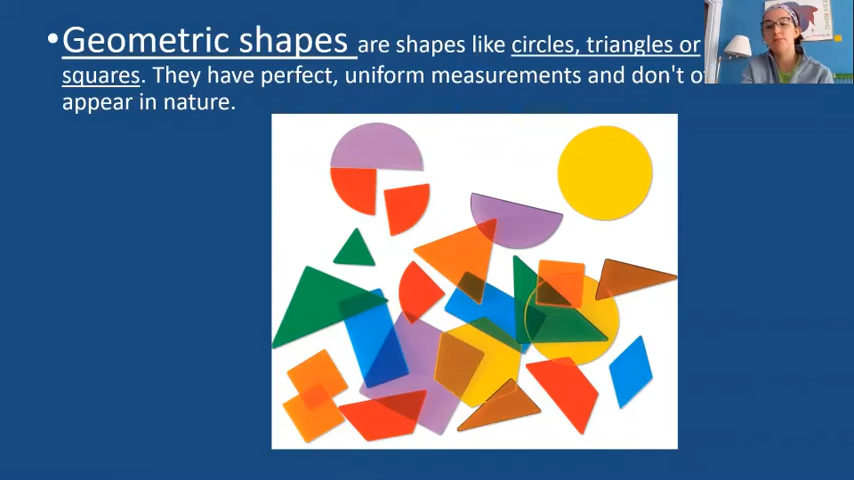 •Geometric shapes are shapes like circles, triangles or
squares. They have perfect, uniform measurements and don't
appear in nature.